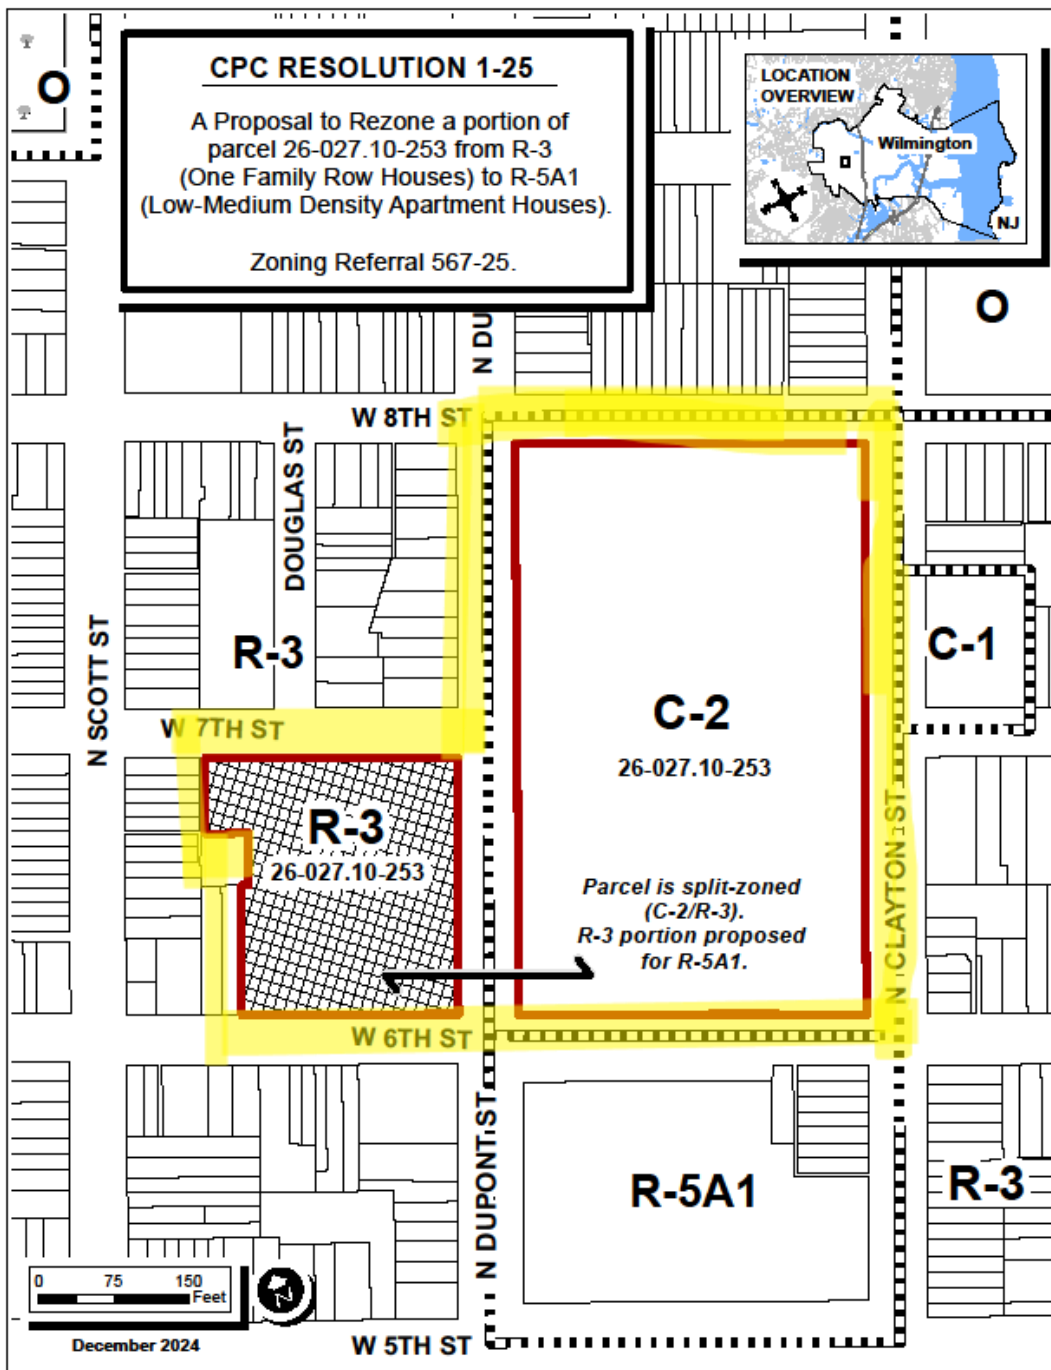 CPC RESOLUTION 1-25
A Proposal to Rezone a portion of
parcel 26-027.10-253 from R-3
(One Family Row Houses) to R-5A1
(Low-Medium Density Apartment Houses).
Zoning Referral 567-25.
LOCATION
OVERVIEW
Wilmington
NJ
O
O
N DU
W 8TH ST
DOUGLAS ST
N SCOTT ST
R-3
W 7TH ST
C-2
26-027.10-253
C-1
R-3
26-027.10-253
Parcel is split-zoned
(C-2/R-3).
R-3 portion proposed
for R-5A1.
N CLAYTON ST
W 6TH ST
N DUPONT ST
R-5A1
R-3
0 75 150
Feet
N
December 2024
W 5TH ST